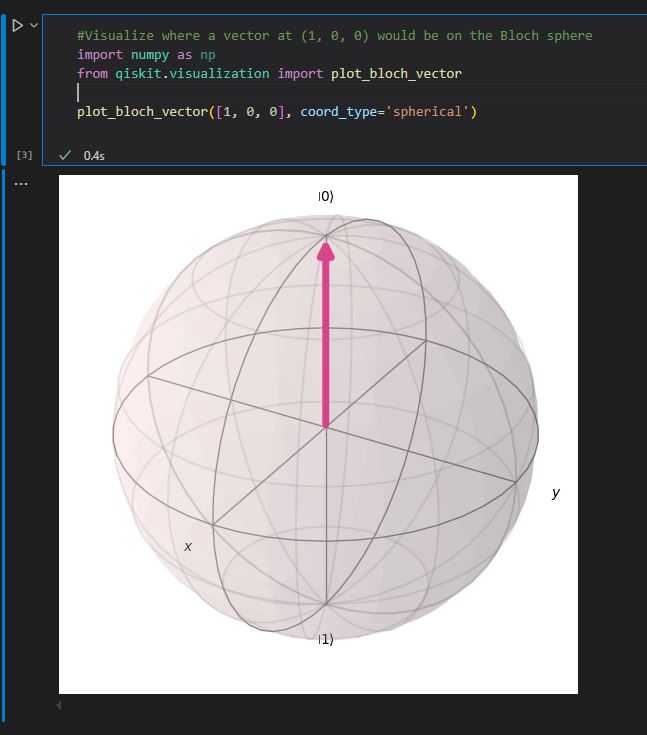 #Visualize where a vector at (1, 0, 0) would be on the Bloch sphere
import numpy as np
from qiskit.visualization import plot_bloch_vector
plot_bloch_vector([1, 0, 0], coord_type='spherical')
[3] 0.4s
...
|0⟩
y
x
|1⟩